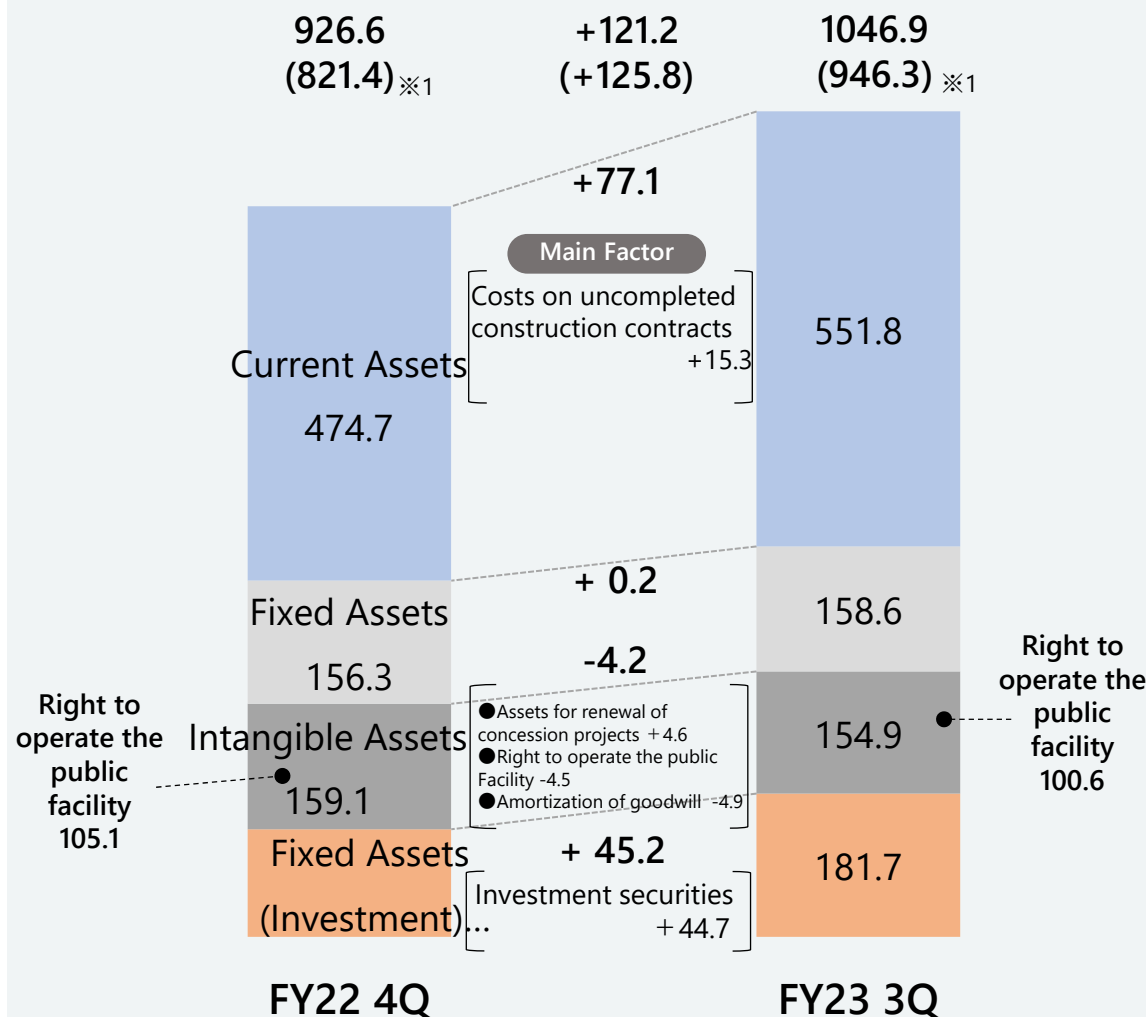 926.6
(821.4)※1
+121.2
(+125.8)
1046.9
(946.3) ※1
+77.1
Main Factor
Costs on uncompleted
construction contracts
+15.3
Current Assets
474.7
551.8
+ 0.2
Fixed Assets
156.3
158.6
-4.2
Right to
operate the
public
facility
105.1
Intangible Assets
159.1
●Assets for renewal of
concession projects +4.6
●Right to operate the public
Facility -4.5
●Amortization of goodwill -4.9
154.9
Right to
operate the
public
facility
100.6
+ 45.2
Fixed Assets
(Investment)...
Investment securities
+44.7
181.7
FY22 4Q
FY23 3Q